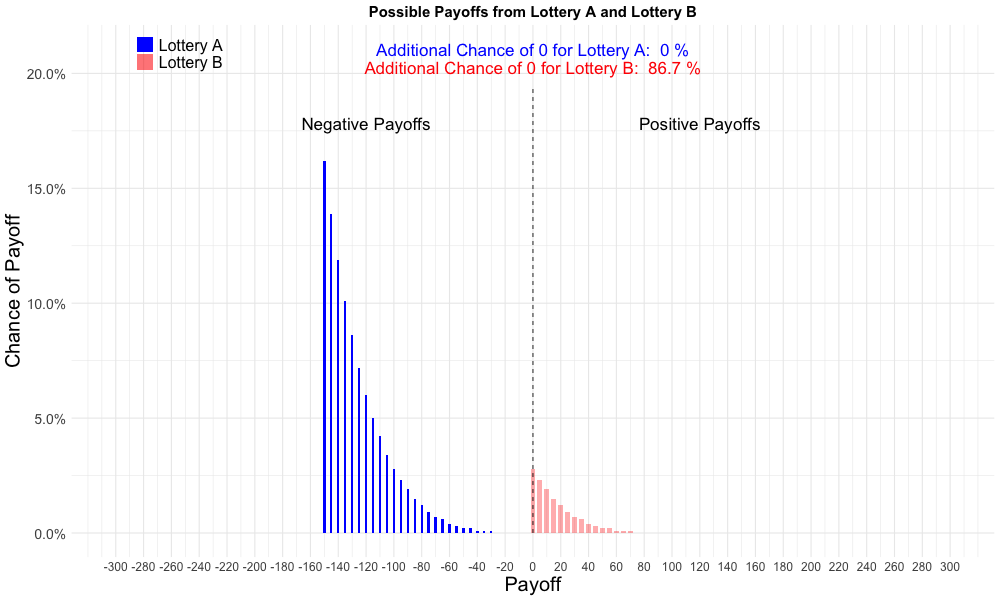 Possible Payoffs from Lottery A and Lottery B
Lottery A
Lottery B
Additional Chance of 0 for Lottery A:  0 %
Additional Chance of 0 for Lottery B:  86.7 %
Negative Payoffs
Positive Payoffs
Chance of Payoff
20.0%
15.0%
10.0%
5.0%
0.0%
-300 -280 -260 -240 -220 -200 -180 -160 -140 -120 -100 -80 -60 -40 -20 0 20 40 60 80 100 120 140 160 180 200 220 240 260 280 300
Payoff